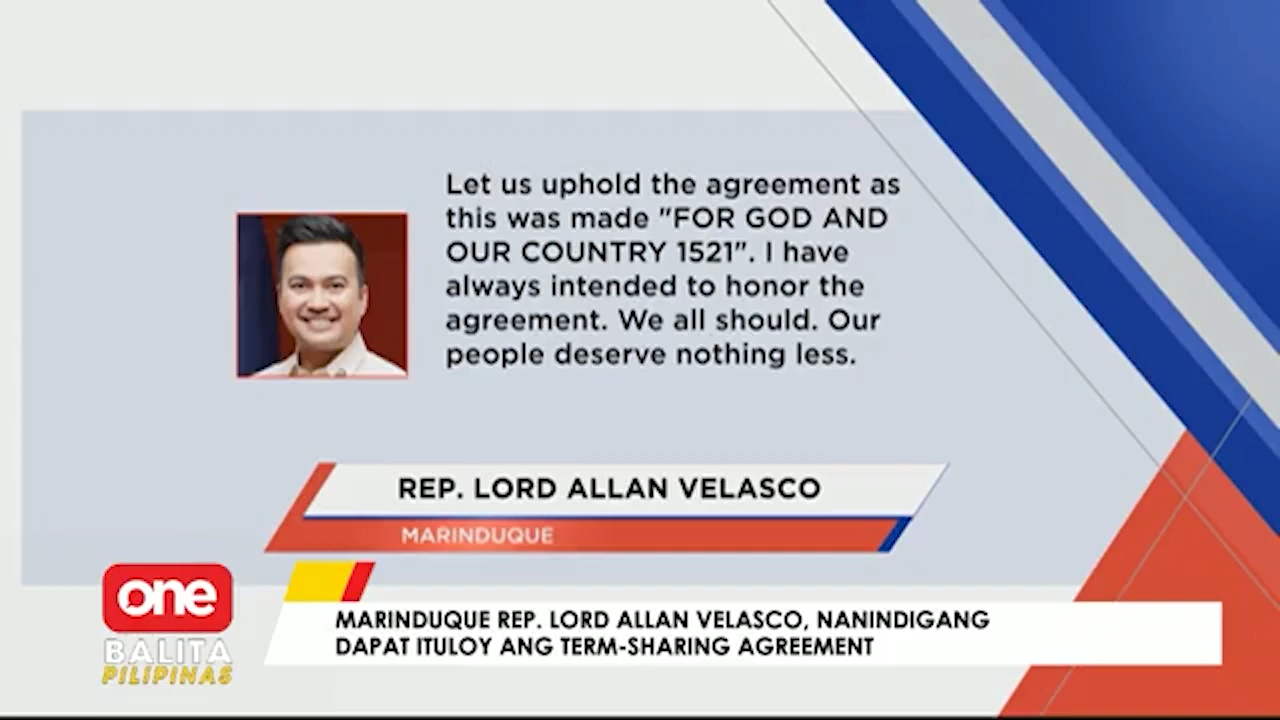 Let us uphold the agreement as
this was made "FOR GOD AND
OUR COUNTRY 1521". I have
always intended to honor the
agreement. We all should. Our
people deserve nothing less.
REP. LORD ALLAN VELASCO
MARINDUQUE
one
BALITA
PILIPINAS
MARINDUQUE REP. LORD ALLAN VELASCO, NANINDIGANG
DAPAT ITULOY ANG TERM-SHARING AGREEMENT